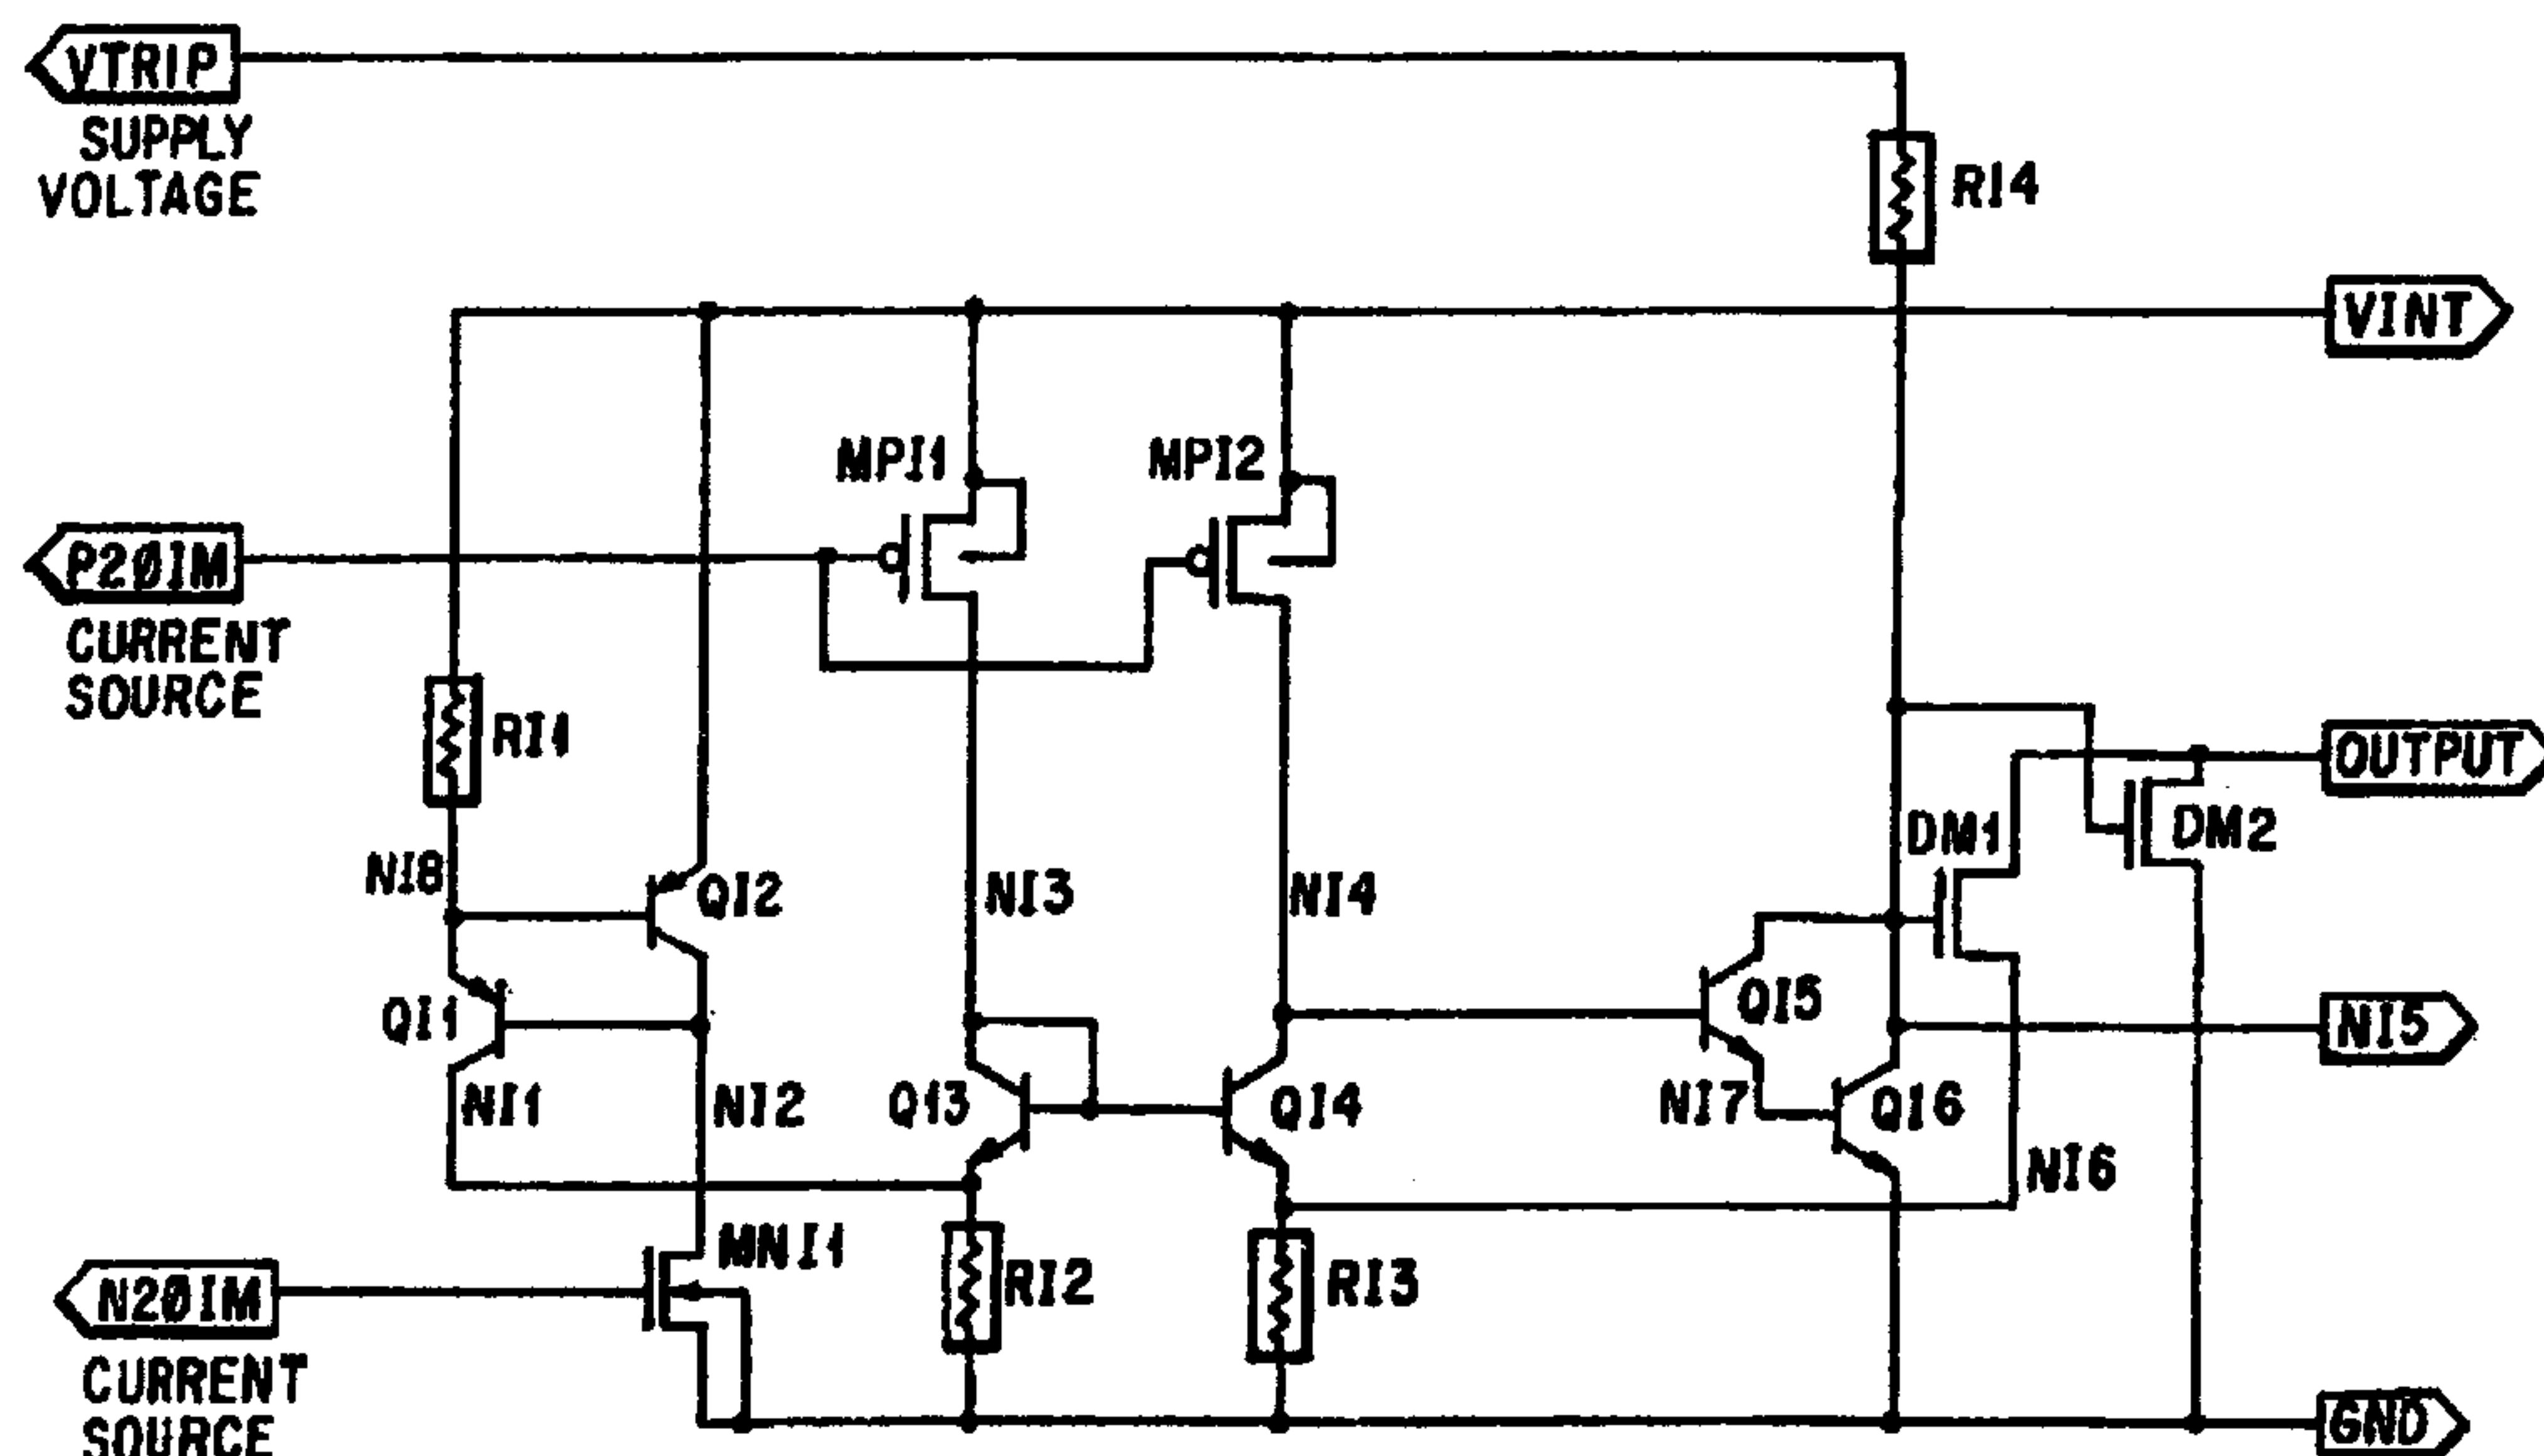 VTRIP
SUPPLY
VOLTAGE
RI4
VINT
MPI1
MPI2
P20IM
CURRENT
SOURCE
RI1
OUTPUT
DM1
DM2
NI8
QI2
NI3
NI4
QI1
QI5
NI5
NI1
NI2
Q13
QI4
NI7
QI6
NI6
MNI1
RI2
RI3
N20IM
CURRENT
SOURCE
GND